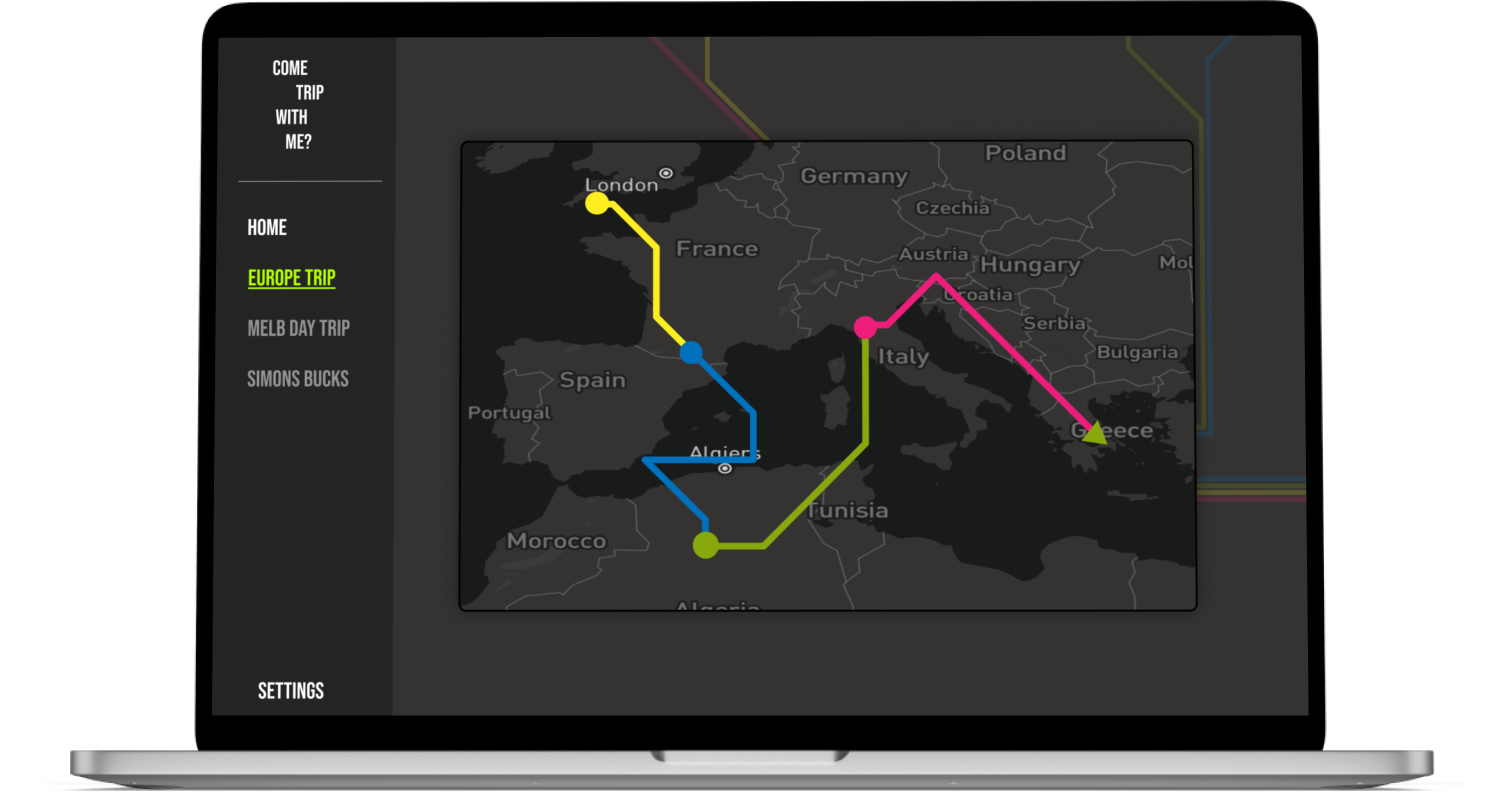 COME
TRIP
WITH
ME?
HOME
EUROPE TRIP
MELB DAY TRIP
SIMONS BUCKS
SETTINGS
Poland
Germany
London
Czechia
France
Austria
Hungary
Mol
Croatia
Serbia
Bulgaria
Italy
Spain
Portugal
Greece
Algiers
Tunisia
Morocco
Algeria